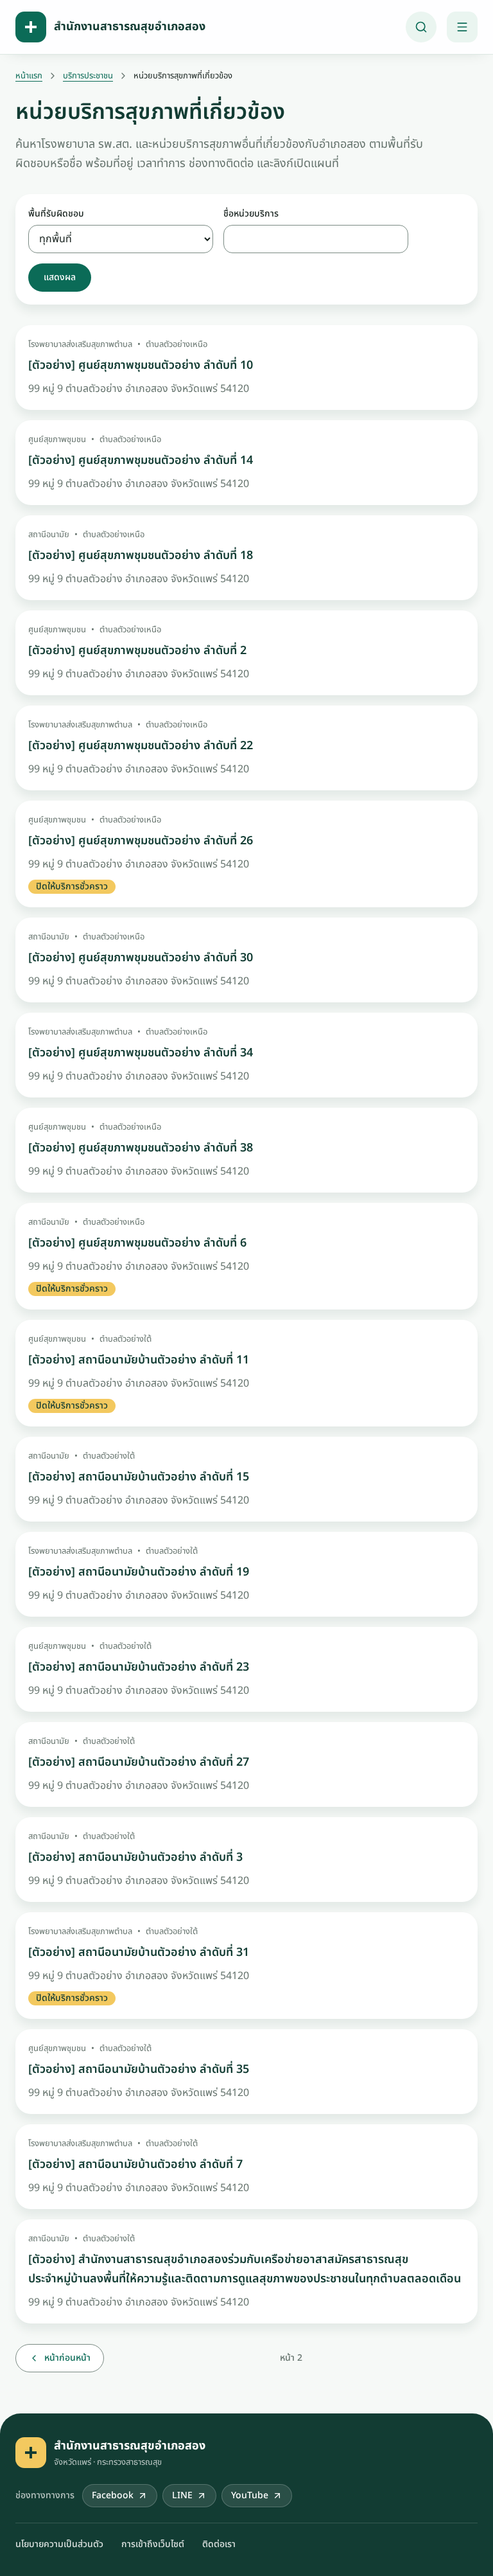 สำนักงานสาธารณสุขอำเภอสอง
หน้าแรก > บริการประชาชน > หน่วยบริการสุขภาพที่เกี่ยวข้อง
หน่วยบริการสุขภาพที่เกี่ยวข้อง
ค้นหาโรงพยาบาล รพ.สต. และหน่วยบริการสุขภาพอื่นที่เกี่ยวข้องกับอำเภอสอง ตามพื้นที่รับ
ผิดชอบหรือชื่อ พร้อมที่อยู่ เวลาทำการ ช่องทางติดต่อ และลิงก์เปิดแผนที่
พื้นที่รับผิดชอบ ชื่อหน่วยบริการ
ทุกพื้นที่
แสดงผล
โรงพยาบาลส่งเสริมสุขภาพตำบล • ตำบลตัวอย่างเหนือ
[ตัวอย่าง] ศูนย์สุขภาพชุมชนตัวอย่าง ลำดับที่ 10
99 หมู่ 9 ตำบลตัวอย่าง อำเภอสอง จังหวัดแพร่ 54120
ศูนย์สุขภาพชุมชน • ตำบลตัวอย่างเหนือ
[ตัวอย่าง] ศูนย์สุขภาพชุมชนตัวอย่าง ลำดับที่ 14
99 หมู่ 9 ตำบลตัวอย่าง อำเภอสอง จังหวัดแพร่ 54120
สถานีอนามัย • ตำบลตัวอย่างเหนือ
[ตัวอย่าง] ศูนย์สุขภาพชุมชนตัวอย่าง ลำดับที่ 18
99 หมู่ 9 ตำบลตัวอย่าง อำเภอสอง จังหวัดแพร่ 54120
ศูนย์สุขภาพชุมชน • ตำบลตัวอย่างเหนือ
[ตัวอย่าง] ศูนย์สุขภาพชุมชนตัวอย่าง ลำดับที่ 2
99 หมู่ 9 ตำบลตัวอย่าง อำเภอสอง จังหวัดแพร่ 54120
โรงพยาบาลส่งเสริมสุขภาพตำบล • ตำบลตัวอย่างเหนือ
[ตัวอย่าง] ศูนย์สุขภาพชุมชนตัวอย่าง ลำดับที่ 22
99 หมู่ 9 ตำบลตัวอย่าง อำเภอสอง จังหวัดแพร่ 54120
ศูนย์สุขภาพชุมชน • ตำบลตัวอย่างเหนือ
[ตัวอย่าง] ศูนย์สุขภาพชุมชนตัวอย่าง ลำดับที่ 26
99 หมู่ 9 ตำบลตัวอย่าง อำเภอสอง จังหวัดแพร่ 54120
ปิดให้บริการชั่วคราว
สถานีอนามัย • ตำบลตัวอย่างเหนือ
[ตัวอย่าง] ศูนย์สุขภาพชุมชนตัวอย่าง ลำดับที่ 30
99 หมู่ 9 ตำบลตัวอย่าง อำเภอสอง จังหวัดแพร่ 54120
โรงพยาบาลส่งเสริมสุขภาพตำบล • ตำบลตัวอย่างเหนือ
[ตัวอย่าง] ศูนย์สุขภาพชุมชนตัวอย่าง ลำดับที่ 34
99 หมู่ 9 ตำบลตัวอย่าง อำเภอสอง จังหวัดแพร่ 54120
ศูนย์สุขภาพชุมชน • ตำบลตัวอย่างเหนือ
[ตัวอย่าง] ศูนย์สุขภาพชุมชนตัวอย่าง ลำดับที่ 38
99 หมู่ 9 ตำบลตัวอย่าง อำเภอสอง จังหวัดแพร่ 54120
สถานีอนามัย • ตำบลตัวอย่างเหนือ
[ตัวอย่าง] ศูนย์สุขภาพชุมชนตัวอย่าง ลำดับที่ 6
99 หมู่ 9 ตำบลตัวอย่าง อำเภอสอง จังหวัดแพร่ 54120
ปิดให้บริการชั่วคราว
ศูนย์สุขภาพชุมชน • ตำบลตัวอย่างใต้
[ตัวอย่าง] สถานีอนามัยบ้านตัวอย่าง ลำดับที่ 11
99 หมู่ 9 ตำบลตัวอย่าง อำเภอสอง จังหวัดแพร่ 54120
ปิดให้บริการชั่วคราว
สถานีอนามัย • ตำบลตัวอย่างใต้
[ตัวอย่าง] สถานีอนามัยบ้านตัวอย่าง ลำดับที่ 15
99 หมู่ 9 ตำบลตัวอย่าง อำเภอสอง จังหวัดแพร่ 54120
โรงพยาบาลส่งเสริมสุขภาพตำบล • ตำบลตัวอย่างใต้
[ตัวอย่าง] สถานีอนามัยบ้านตัวอย่าง ลำดับที่ 19
99 หมู่ 9 ตำบลตัวอย่าง อำเภอสอง จังหวัดแพร่ 54120
ศูนย์สุขภาพชุมชน • ตำบลตัวอย่างใต้
[ตัวอย่าง] สถานีอนามัยบ้านตัวอย่าง ลำดับที่ 23
99 หมู่ 9 ตำบลตัวอย่าง อำเภอสอง จังหวัดแพร่ 54120
สถานีอนามัย • ตำบลตัวอย่างใต้
[ตัวอย่าง] สถานีอนามัยบ้านตัวอย่าง ลำดับที่ 27
99 หมู่ 9 ตำบลตัวอย่าง อำเภอสอง จังหวัดแพร่ 54120
สถานีอนามัย • ตำบลตัวอย่างใต้
[ตัวอย่าง] สถานีอนามัยบ้านตัวอย่าง ลำดับที่ 3
99 หมู่ 9 ตำบลตัวอย่าง อำเภอสอง จังหวัดแพร่ 54120
โรงพยาบาลส่งเสริมสุขภาพตำบล • ตำบลตัวอย่างใต้
[ตัวอย่าง] สถานีอนามัยบ้านตัวอย่าง ลำดับที่ 31
99 หมู่ 9 ตำบลตัวอย่าง อำเภอสอง จังหวัดแพร่ 54120
ปิดให้บริการชั่วคราว
ศูนย์สุขภาพชุมชน • ตำบลตัวอย่างใต้
[ตัวอย่าง] สถานีอนามัยบ้านตัวอย่าง ลำดับที่ 35
99 หมู่ 9 ตำบลตัวอย่าง อำเภอสอง จังหวัดแพร่ 54120
โรงพยาบาลส่งเสริมสุขภาพตำบล • ตำบลตัวอย่างใต้
[ตัวอย่าง] สถานีอนามัยบ้านตัวอย่าง ลำดับที่ 7
99 หมู่ 9 ตำบลตัวอย่าง อำเภอสอง จังหวัดแพร่ 54120
สถานีอนามัย • ตำบลตัวอย่างใต้
[ตัวอย่าง] สำนักงานสาธารณสุขอำเภอสองร่วมกับเครือข่ายอาสาสมัครสาธารณสุข
ประจำหมู่บ้านลงพื้นที่ให้ความรู้และติดตามการดูแลสุขภาพของประชาชนในทุกตำบลตลอดเดือน
99 หมู่ 9 ตำบลตัวอย่าง อำเภอสอง จังหวัดแพร่ 54120
หน้าก่อนหน้า หน้า 2
สำนักงานสาธารณสุขอำเภอสอง
จังหวัดแพร่ · กระทรวงสาธารณสุข
ช่องทางทางการ Facebook LINE YouTube
นโยบายความเป็นส่วนตัว การเข้าถึงเว็บไซต์ ติดต่อเรา